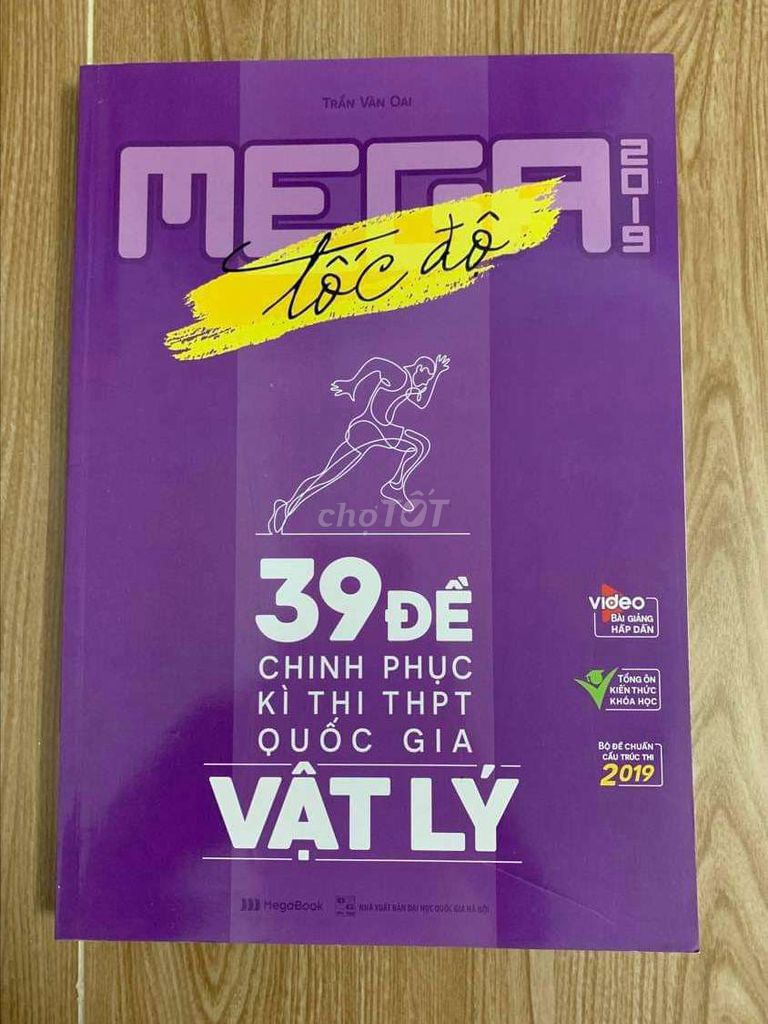 TRẦN VĂN OAI
MEGA 2019
tốc độ
chợTỐT
39 ĐỀ
CHINH PHỤC
KÌ THI THPT
QUỐC GIA
VẬT LÝ
video
BÀI GIẢNG
HẤP DẪN
TỔNG ÔN
KIẾN THỨC
KHÓA HỌC
BỘ ĐỀ CHUẨN
CẤU TRÚC THI
2019
MegaBook
NHÀ XUẤT BẢN ĐẠI HỌC QUỐC GIA HÀ NỘI